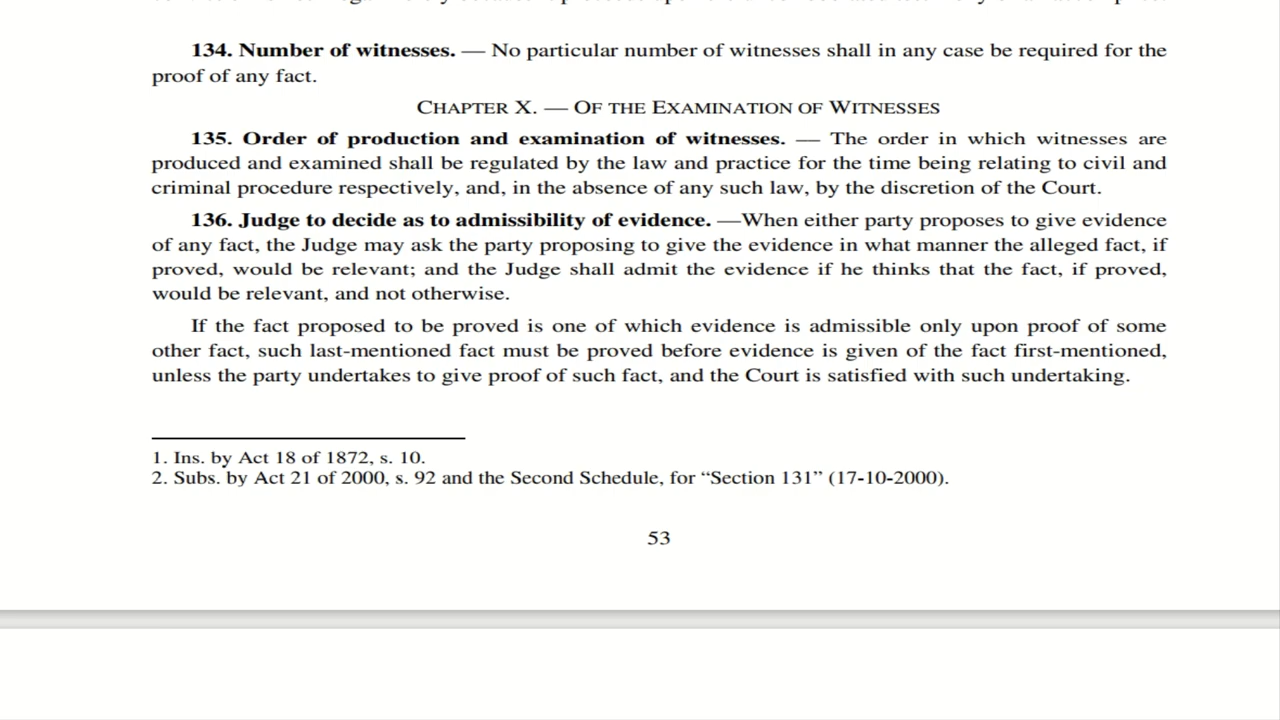 134. Number of witnesses. — No particular number of witnesses shall in any case be required for the
proof of any fact.
CHAPTER X. — OF THE EXAMINATION OF WITNESSES
135. Order of production and examination of witnesses. — The order in which witnesses are
produced and examined shall be regulated by the law and practice for the time being relating to civil and
criminal procedure respectively, and, in the absence of any such law, by the discretion of the Court.
136. Judge to decide as to admissibility of evidence. —When either party proposes to give evidence
of any fact, the Judge may ask the party proposing to give the evidence in what manner the alleged fact, if
proved, would be relevant; and the Judge shall admit the evidence if he thinks that the fact, if proved,
would be relevant, and not otherwise.
If the fact proposed to be proved is one of which evidence is admissible only upon proof of some
other fact, such last-mentioned fact must be proved before evidence is given of the fact first-mentioned,
unless the party undertakes to give proof of such fact, and the Court is satisfied with such undertaking.
1. Ins. by Act 18 of 1872, s. 10.
2. Subs. by Act 21 of 2000, s. 92 and the Second Schedule, for “Section 131” (17-10-2000).
53